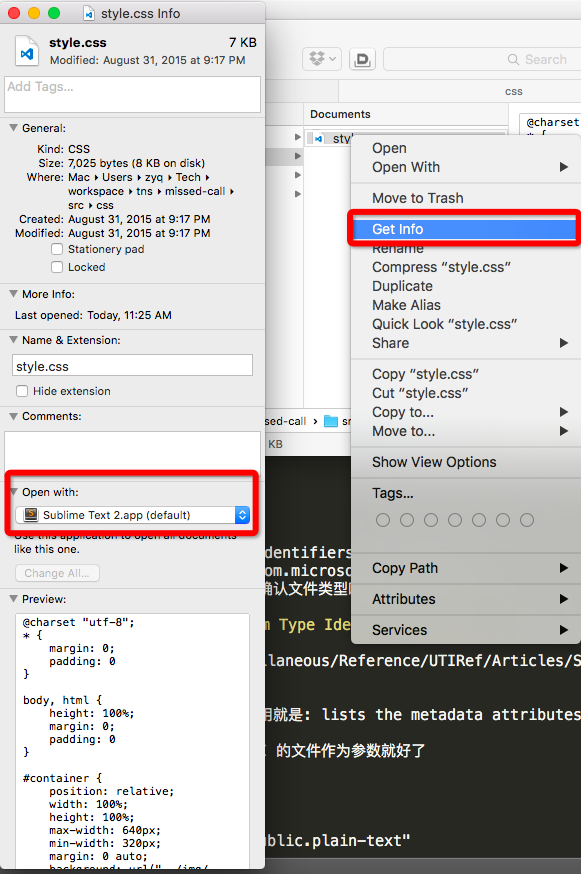 style.css Info
style.css
7 KB
Modified: August 31, 2015 at 9:17 PM
Add Tags...
General:
Kind: CSS
Size: 7,025 bytes (8 KB on disk)
Where: Mac ▸ Users ▸ zyq ▸ Tech ▸
workspace ▸ tns ▸ missed-call ▸
src ▸ css
Created: August 31, 2015 at 9:17 PM
Modified: August 31, 2015 at 9:17 PM
Stationery pad
Locked
More Info:
Last opened: Today, 11:25 AM
Name & Extension:
style.css
Hide extension
Comments:
Open with:
Sublime Text 2.app (default)
Use this application to open all documents
like this one.
Change All...
Preview:
@charset "utf-8";
* {
margin: 0;
padding: 0
}
body, html {
height: 100%;
margin: 0;
padding: 0
}
#container {
position: relative;
width: 100%;
height: 100%;
max-width: 640px;
min-width: 320px;
margin: 0 auto;
background: url("../img/
Search
css
Documents
@charset
* {
Open
Open With
Move to Trash
Get Info
Rename
Compress “style.css”
Duplicate
Make Alias
Quick Look “style.css”
Share
Copy “style.css”
Cut “style.css”
Copy to...
Move to...
Show View Options
Tags...
Copy Path
Attributes
Services
sed-call
KB
dentifiers
om.microso
确认文件类型
m Type Ide
llaneous/Reference/UTIRef/Articles/S
用就是: lists the metadata attributes
的文件作为参数就好了
ublic.plain-text"